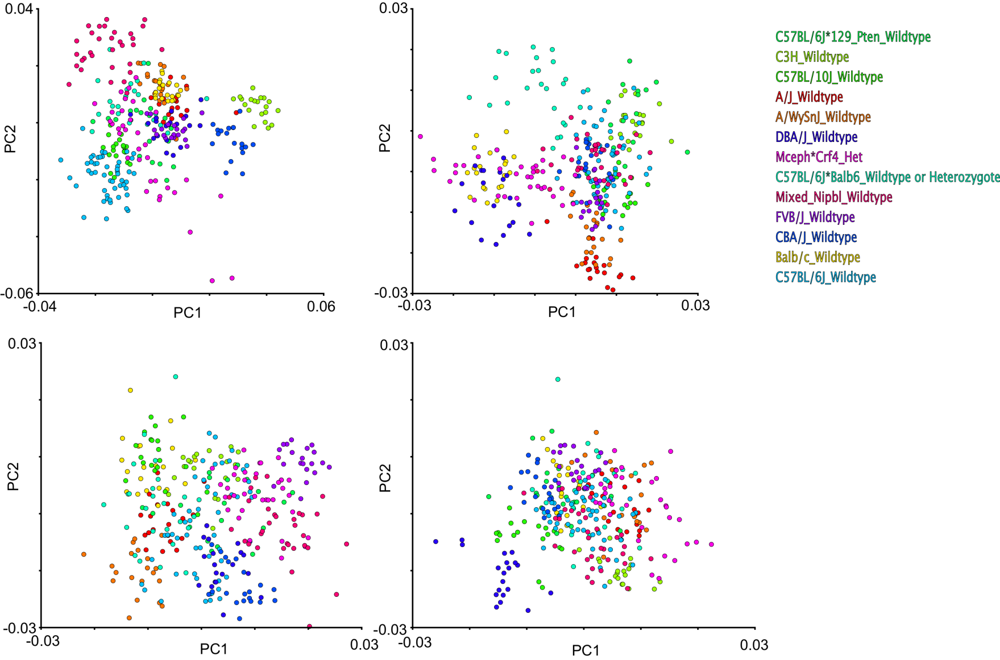 0.04
PC2
-0.06
-0.04
PC1
0.06
0.03
PC2
-0.03
-0.03
PC1
0.03
C57BL/6J*129_Pten_Wildtype
C3H_Wildtype
C57BL/10J_Wildtype
A/J_Wildtype
A/WySnJ_Wildtype
DBA/J_Wildtype
Mceph*Crf4_Het
C57BL/6J*Balb6_Wildtype or Heterozygote
Mixed_Nipbl_Wildtype
FVB/J_Wildtype
CBA/J_Wildtype
Balb/c_Wildtype
C57BL/6J_Wildtype
0.03
PC2
-0.03
-0.03
PC1
0.03
0.03
PC2
-0.03
-0.03
PC1
0.03